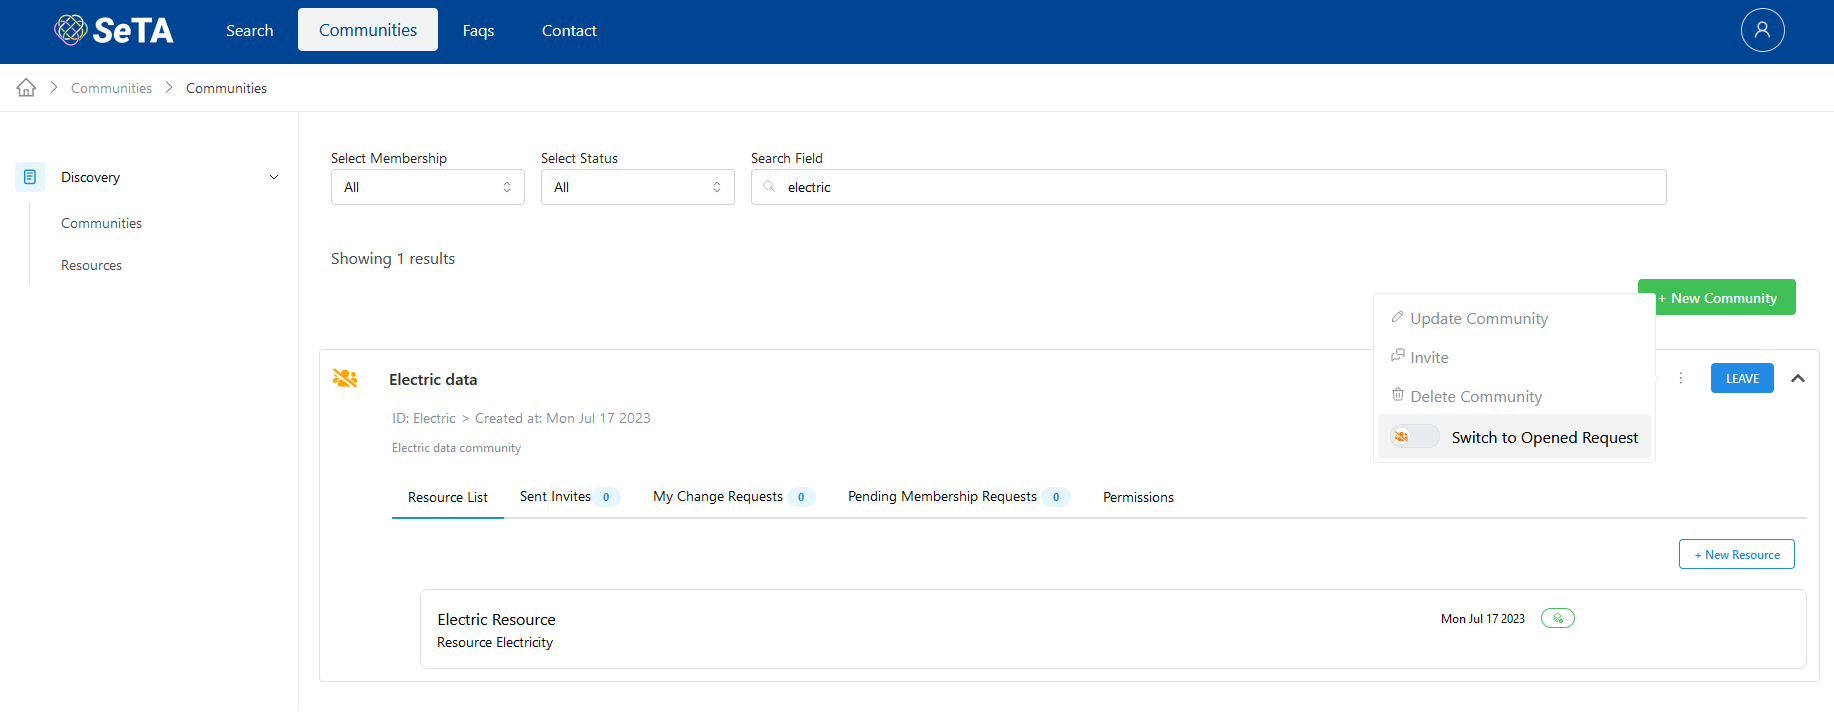 SeTA Search Communities Faqs Contact
Communities Communities
Discovery
Communities
Resources
Select Membership Select Status Search Field
All All electric
Showing 1 results
+ New Community
Update Community
Invite
Delete Community
Switch to Opened Request
Electric data LEAVE
ID: Electric > Created at: Mon Jul 17 2023
Electric data community
Resource List Sent Invites 0 My Change Requests 0 Pending Membership Requests 0 Permissions
+ New Resource
Electric Resource Mon Jul 17 2023
Resource Electricity